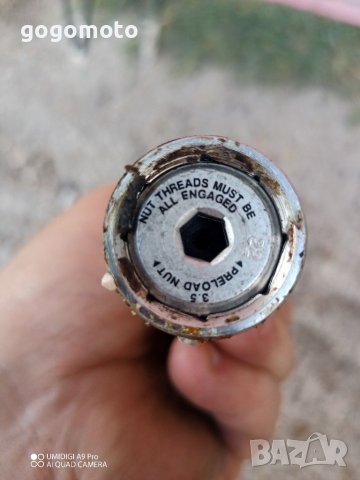 gogomoto
NUT THREADS MUST BE
ALL ENGAGED
PRELOAD NUT
3.5
UMIDIGI A9 Pro
AI QUAD CAMERA
BAZAR